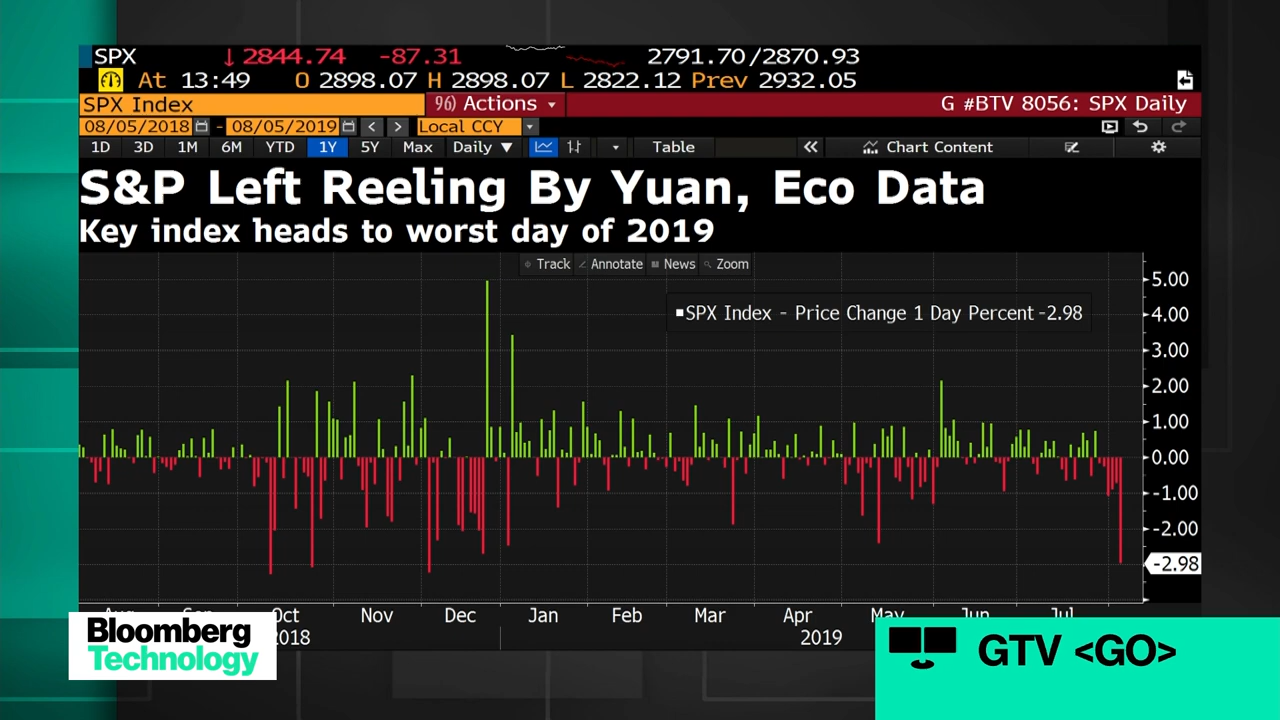 SPX ↓2844.74 -87.31 2791.70/2870.93
At 13:49 O 2898.07 H 2898.07 L 2822.12 Prev 2932.05
SPX Index 96) Actions G #BTV 8056: SPX Daily
08/05/2018 - 08/05/2019 < > Local CCY
1D 3D 1M 6M YTD 1Y 5Y Max Daily ▼ Table « Chart Content
S&P Left Reeling By Yuan, Eco Data
Key index heads to worst day of 2019
Track Annotate News Zoom
SPX Index - Price Change 1 Day Percent -2.98
5.00
4.00
3.00
2.00
1.00
0.00
-1.00
-2.00
-2.98
Aug Sep Oct Nov Dec Jan Feb Mar Apr May Jun Jul
2018 2019
Bloomberg
Technology
GTV <GO>